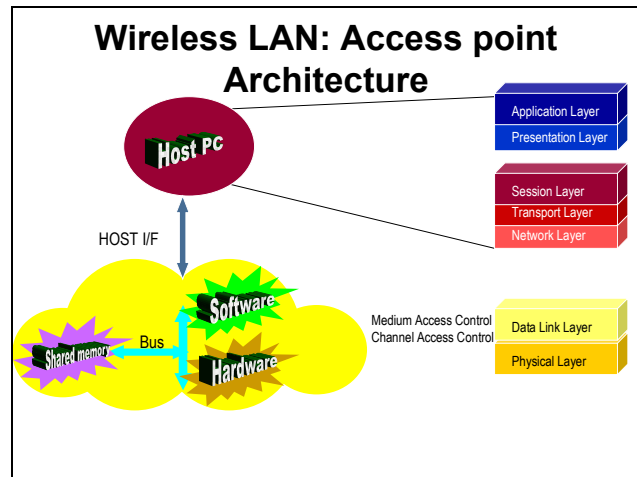 Wireless LAN: Access point
Architecture
Host PC
Application Layer
Presentation Layer
Session Layer
Transport Layer
Network Layer
HOST I/F
Software
Shared memory
Bus
Hardware
Medium Access Control
Channel Access Control
Data Link Layer
Physical Layer